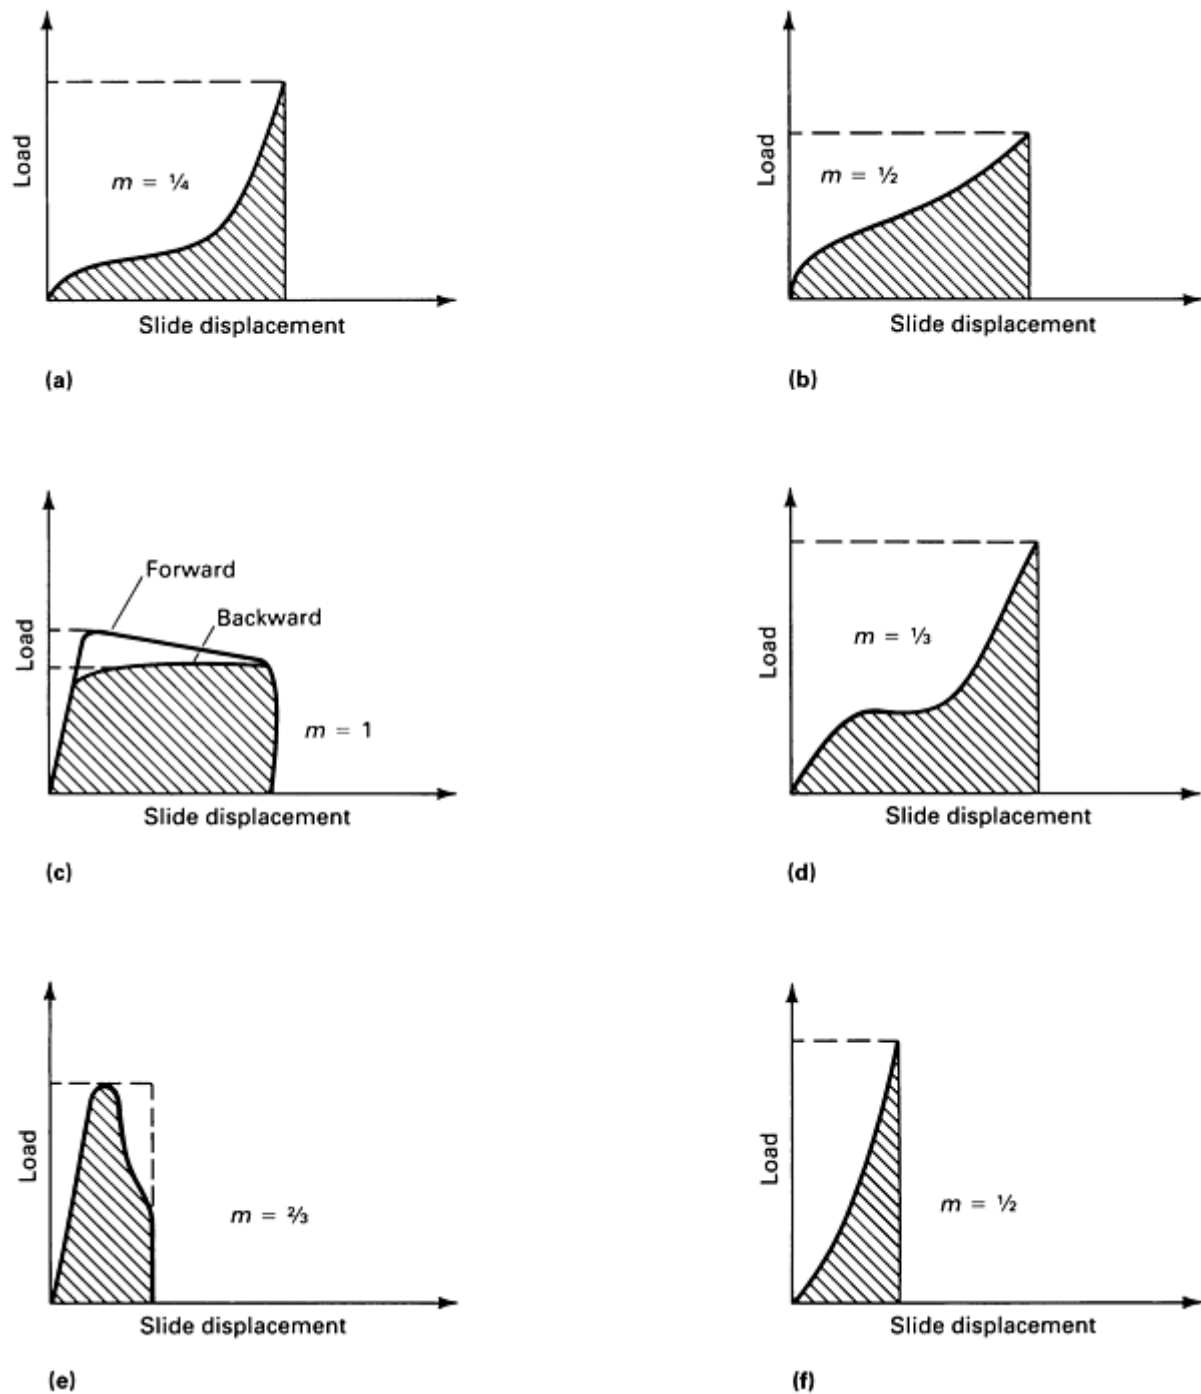 Load
m = ¼
Slide displacement
(a)
Load
m = ½
Slide displacement
(b)
Forward
Backward
Load
m = 1
Slide displacement
(c)
Load
m = ⅓
Slide displacement
(d)
Load
m = ⅔
Slide displacement
(e)
Load
m = ½
Slide displacement
(f)